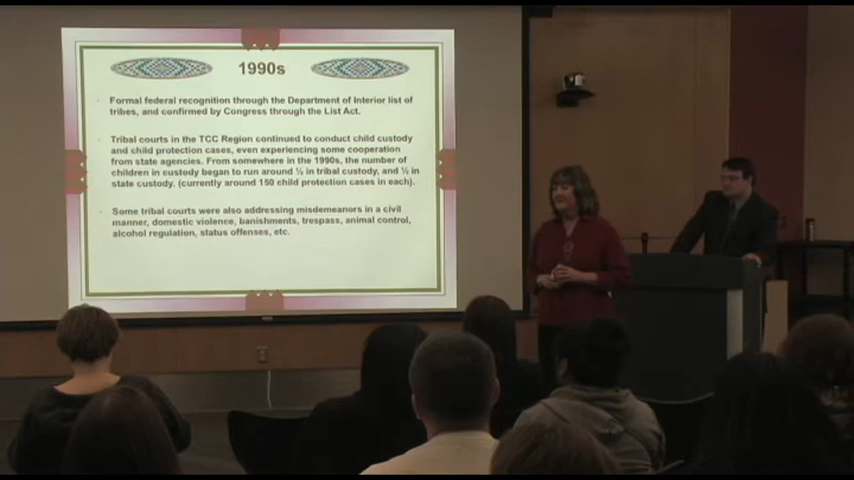 1990s
Formal federal recognition through the Department of Interior list of
tribes, and confirmed by Congress through the List Act.
Tribal courts in the TCC Region continued to conduct child custody
and child protection cases, even experiencing some cooperation
from state agencies. From somewhere in the 1990s, the number of
children in custody began to run around ½ in tribal custody, and ½ in
state custody. (currently around 150 child protection cases in each).
Some tribal courts were also addressing misdemeanors in a civil
manner, domestic violence, banishments, trespass, animal control,
alcohol regulation, status offenses, etc.